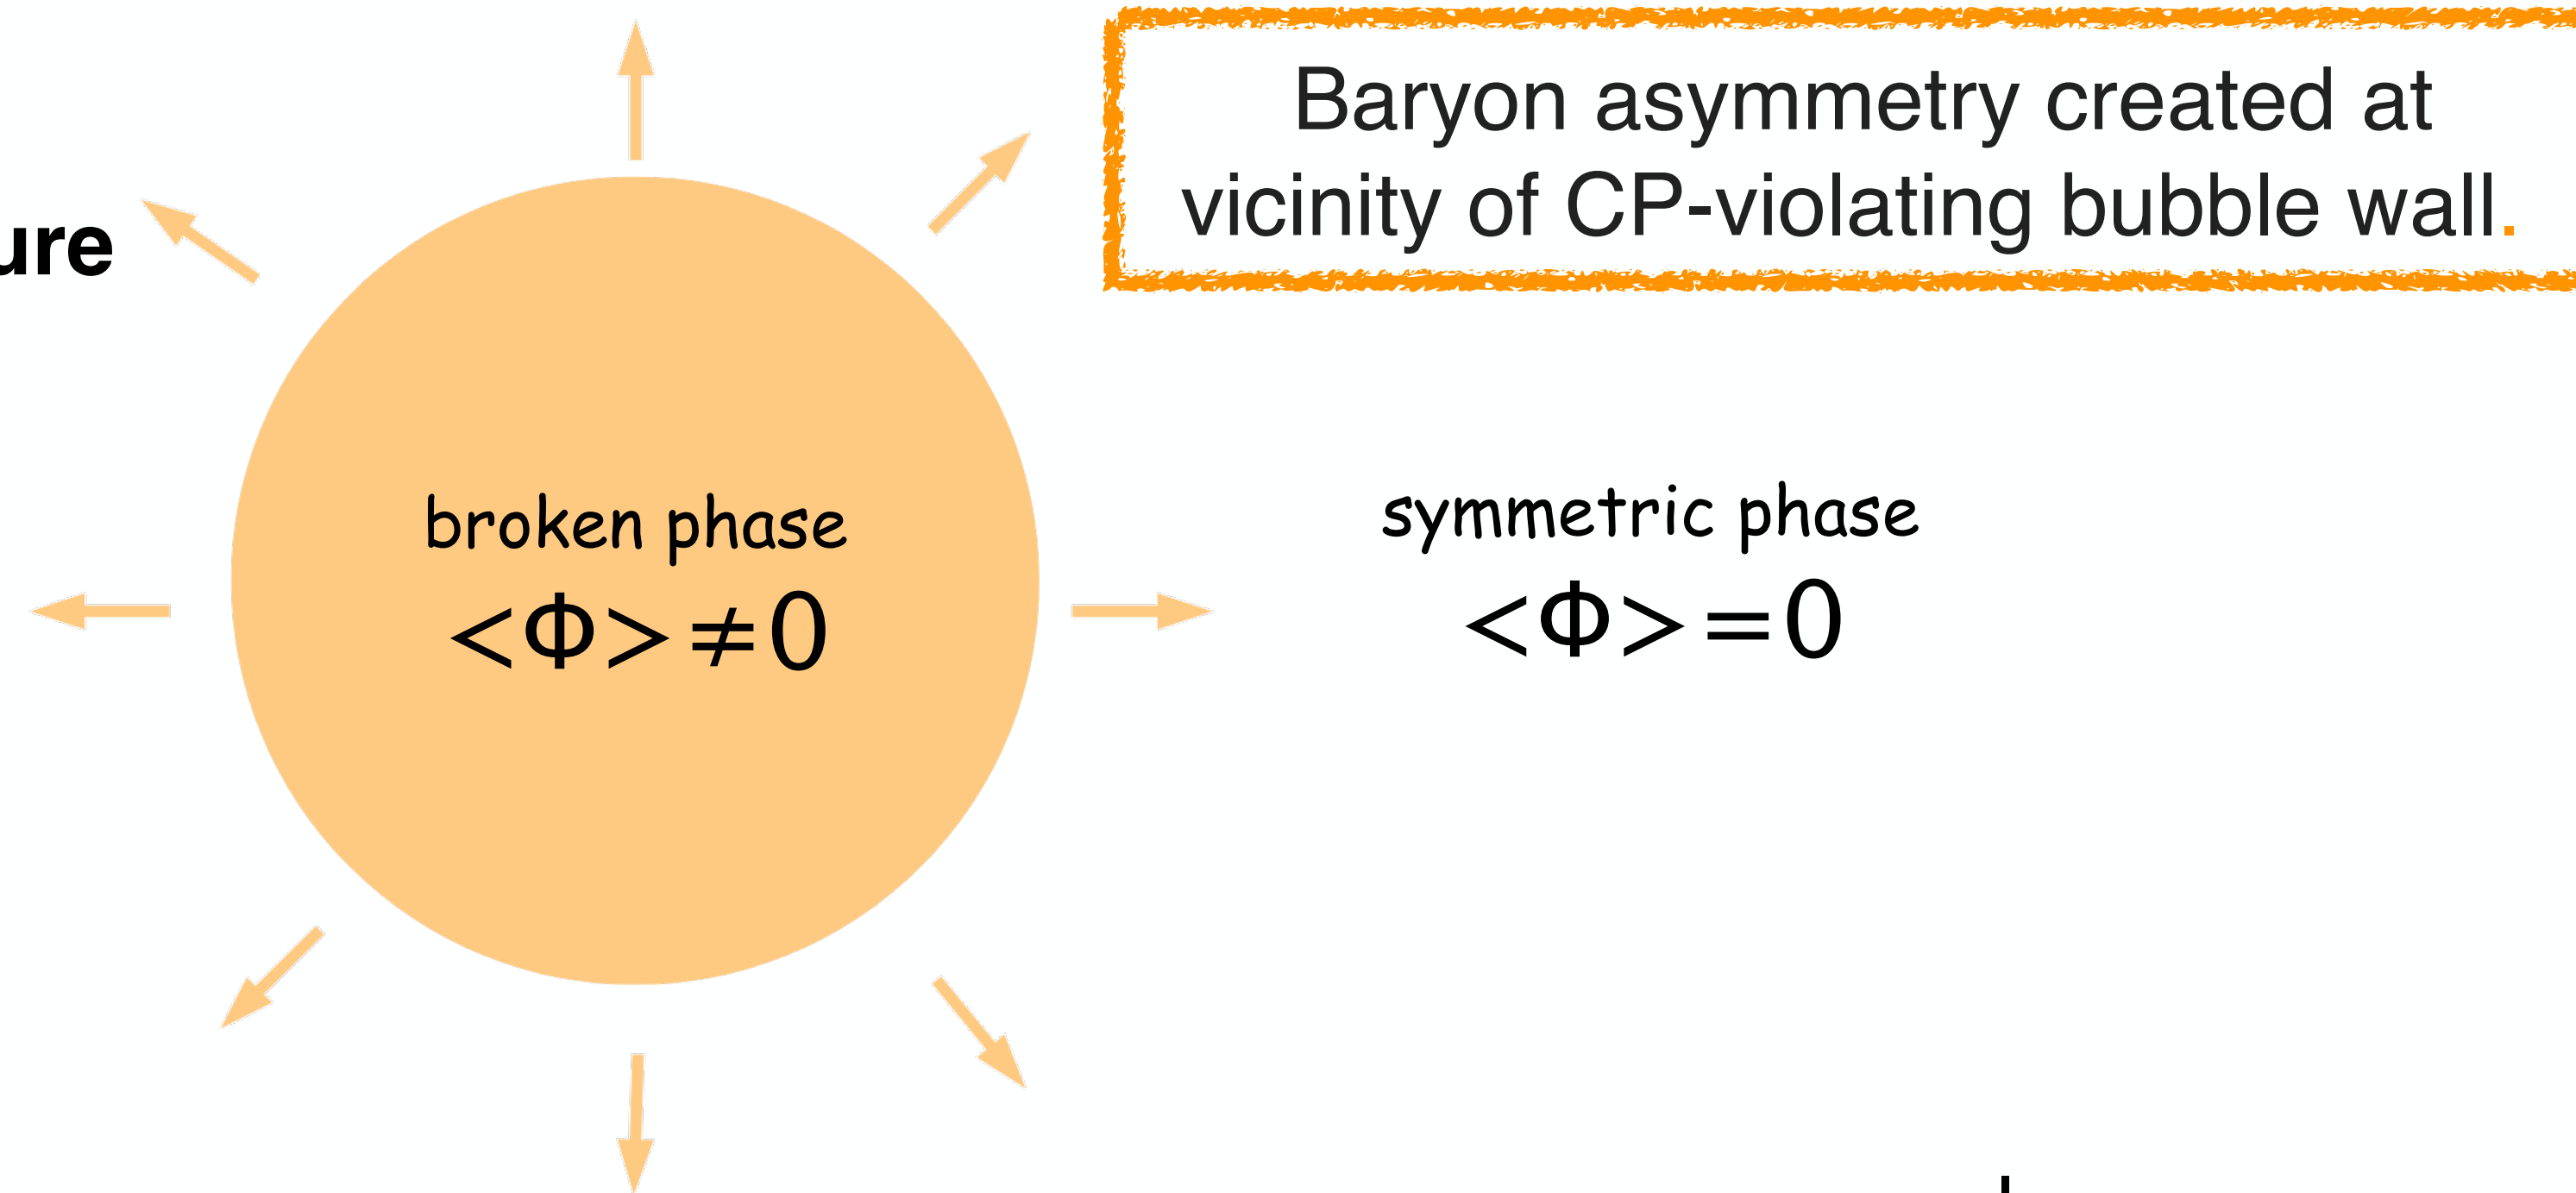 Baryon asymmetry created at
vicinity of CP-violating bubble wall.
ure
broken phase
<Φ>≠0
symmetric phase
<Φ>=0